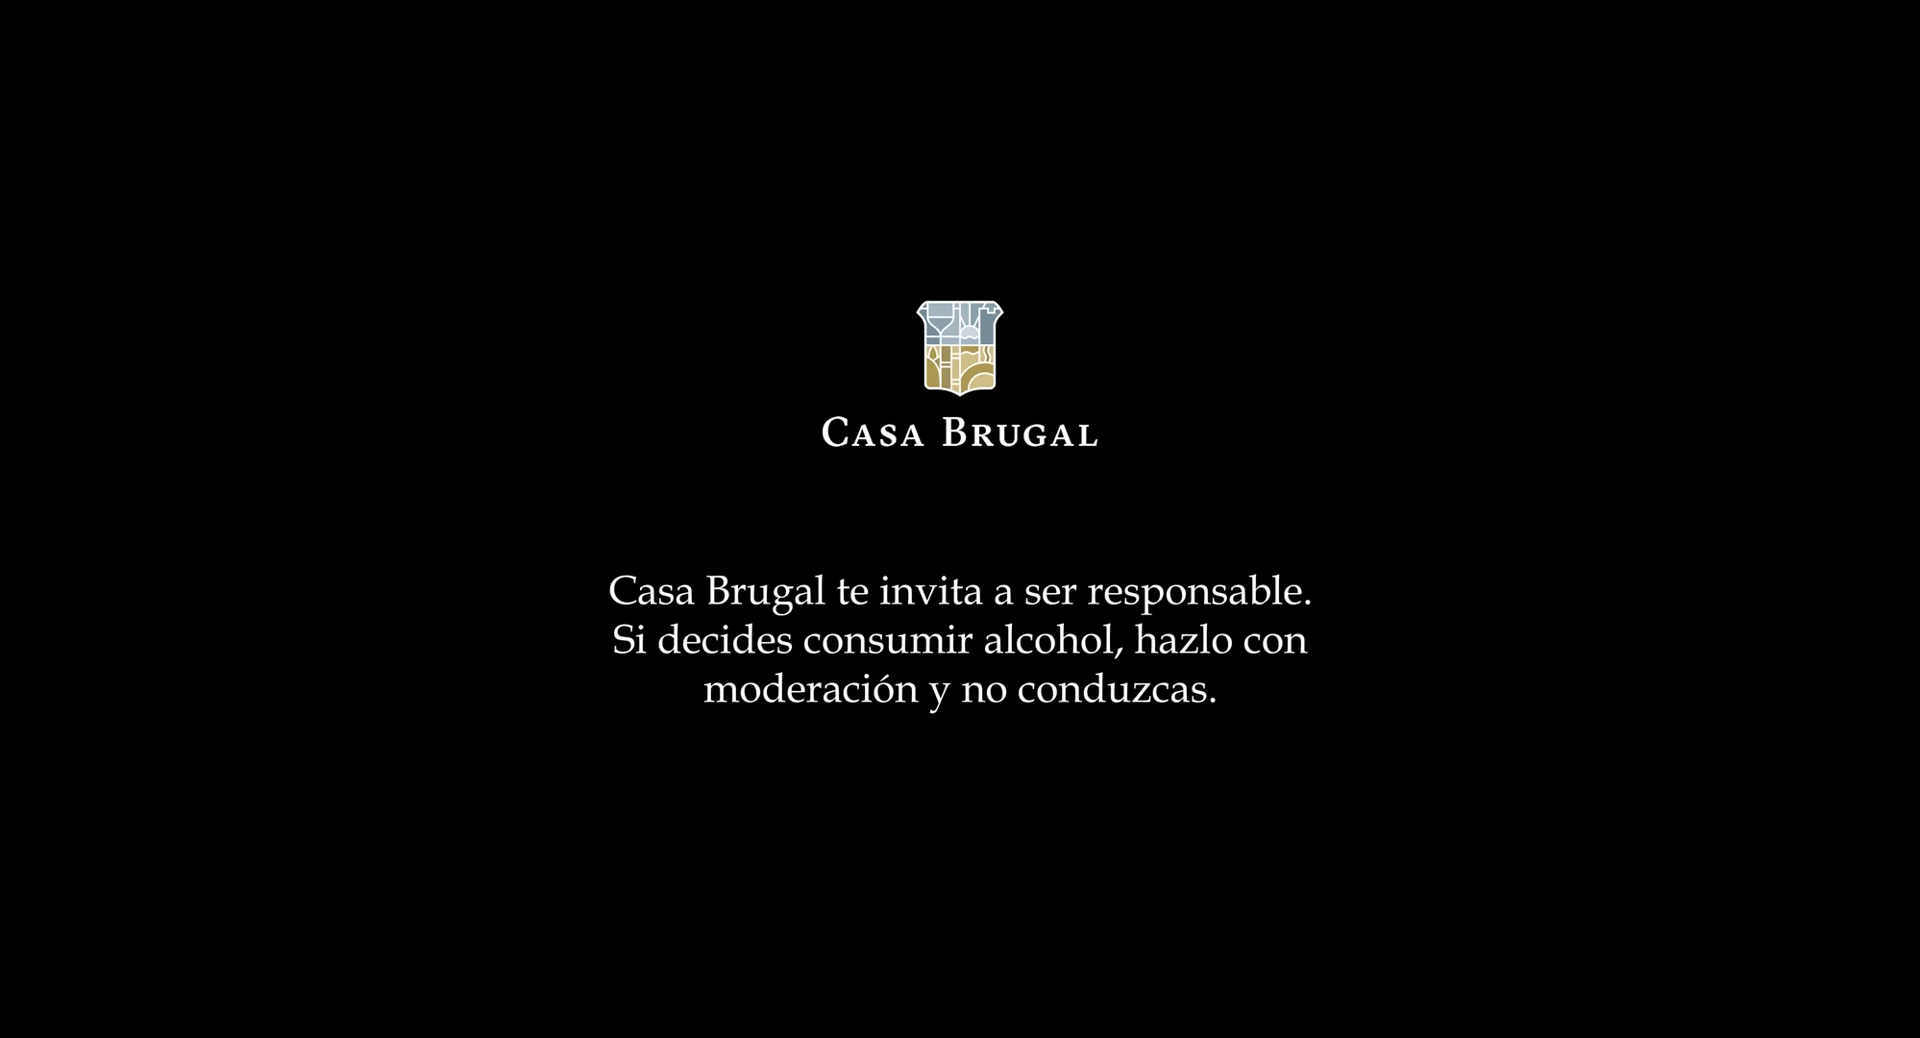 CASA BRUGAL
Casa Brugal te invita a ser responsable.
Si decides consumir alcohol, hazlo con
moderación y no conduzcas.